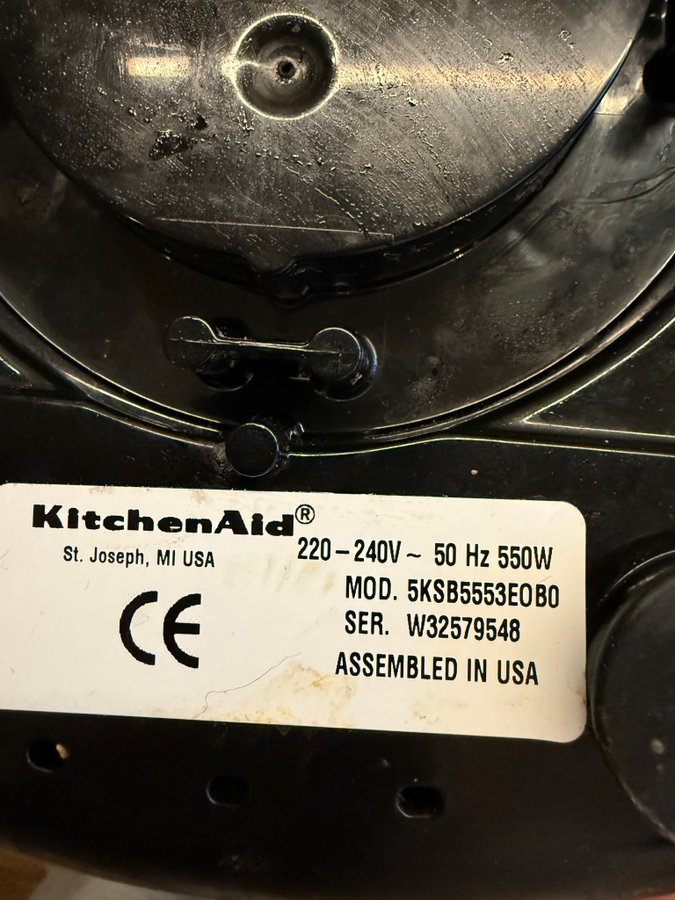 KitchenAid®
St. Joseph, MI USA
220-240V~ 50 Hz 550W
MOD. 5KSB5553EOB0
SER. W32579548
CE
ASSEMBLED IN USA